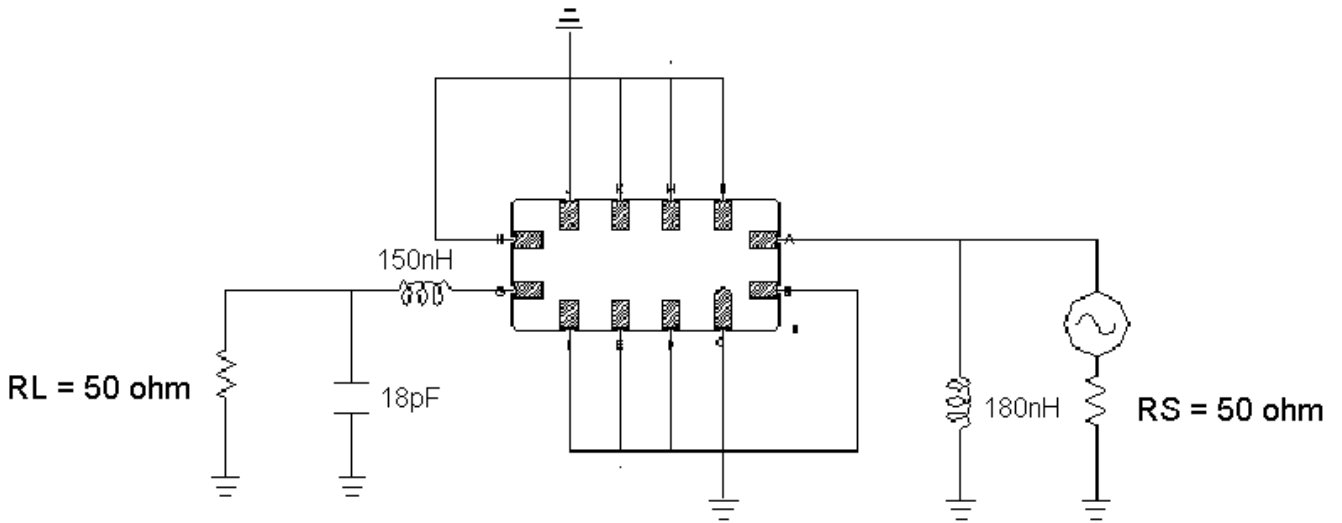 150nH
RL = 50 ohm
18pF
180nH
RS = 50 ohm
K
A
E